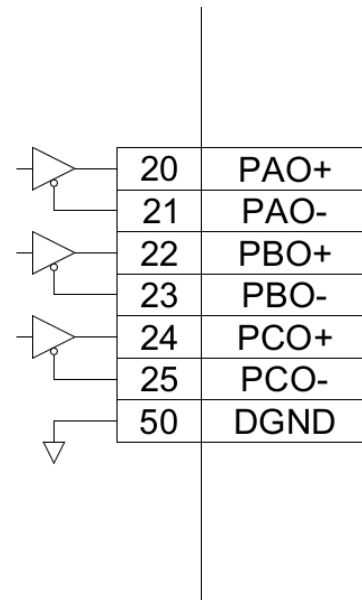 20 PAO+
21 PAO-
22 PBO+
23 PBO-
24 PCO+
25 PCO-
50 DGND